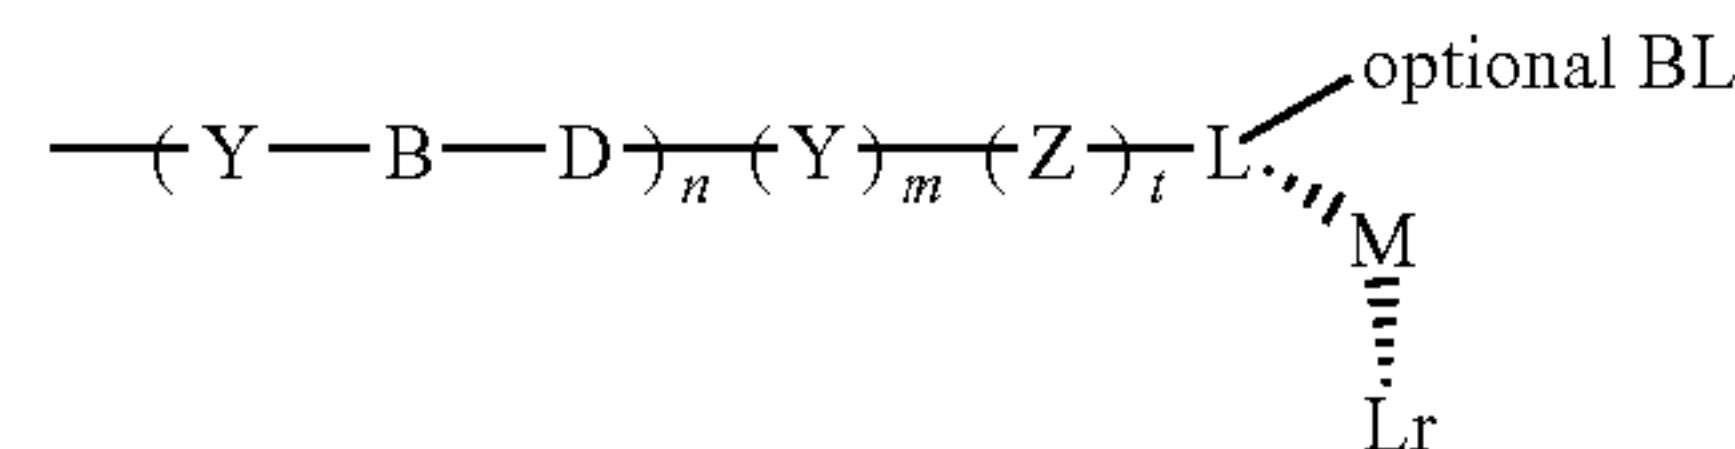 optional BL
( Y B D )n ( Y )m ( Z )t L
M
Lr